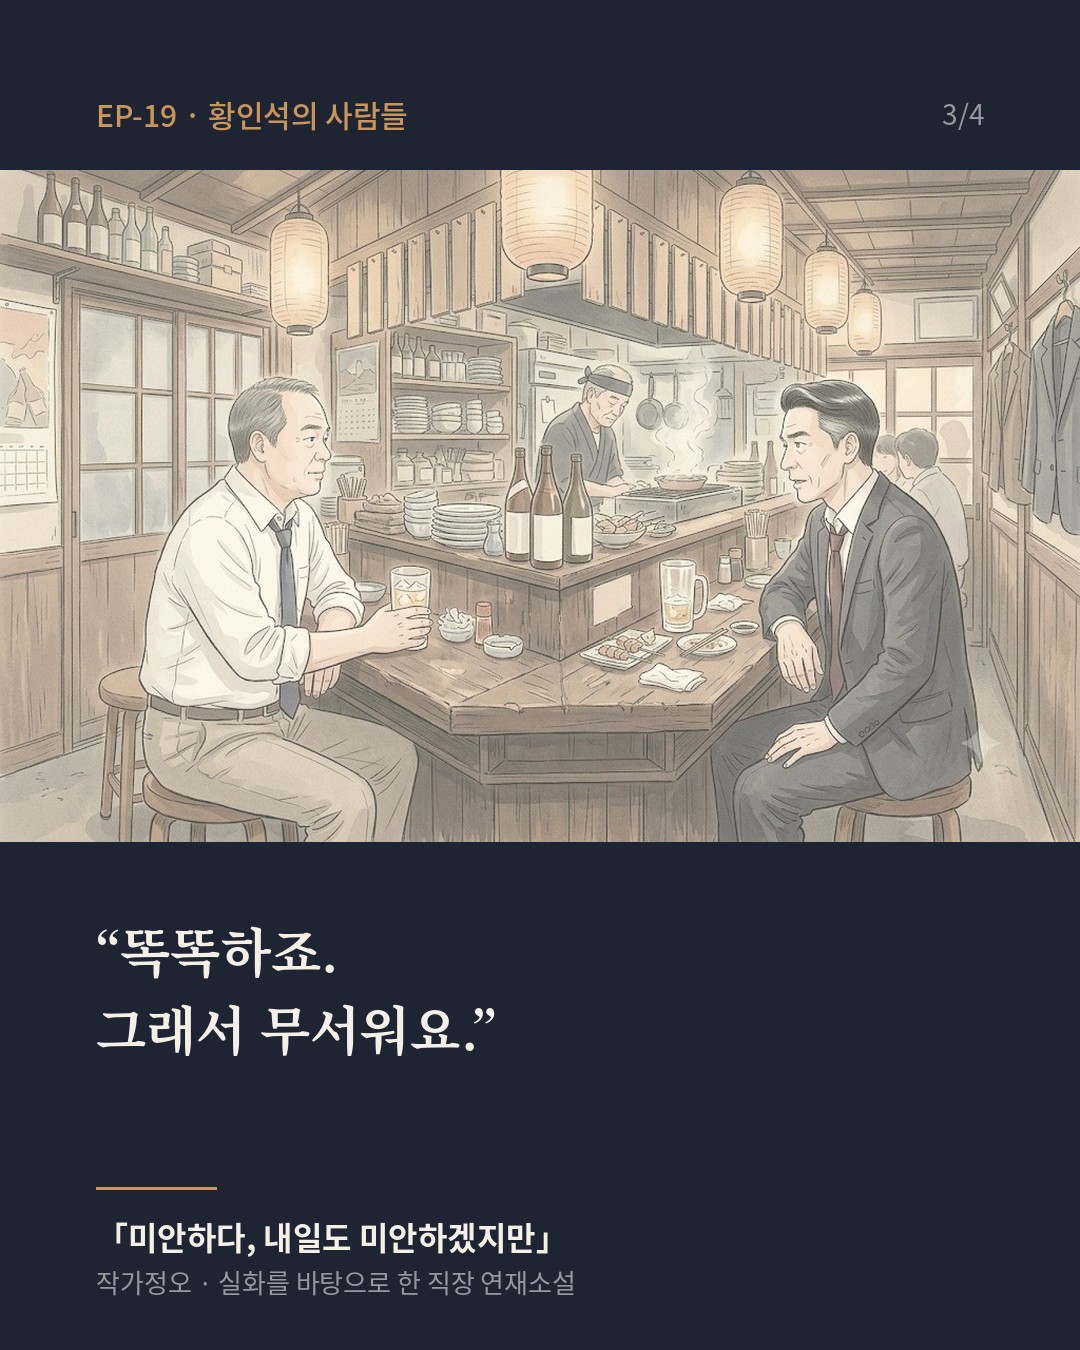 EP-19 · 황인석의 사람들
3/4
“똑똑하죠.
그래서 무서워요.”
「미안하다, 내일도 미안하겠지만」
작가정오 · 실화를 바탕으로 한 직장 연재소설